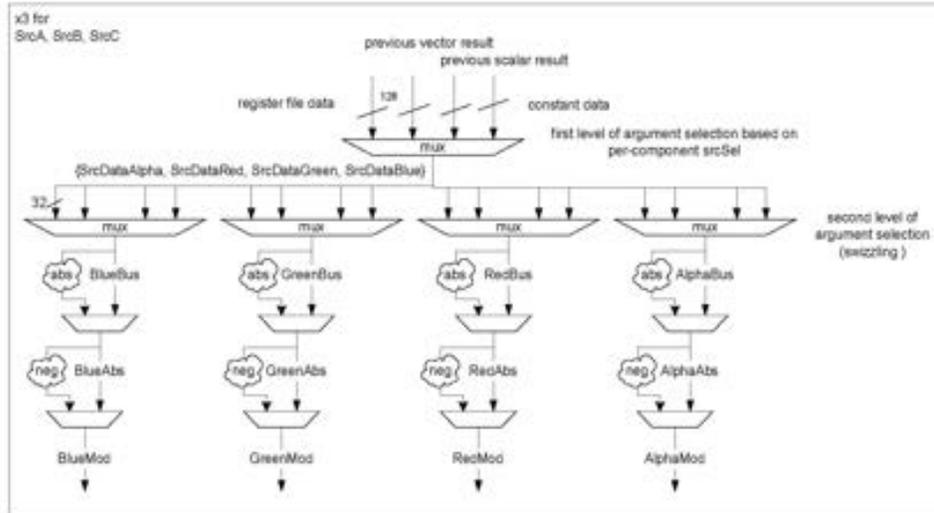 x3 for
SrcA, SrcB, SrcC
previous vector result
previous scalar result
register file data
128
constant data
mux
first level of argument selection based on
per-component srcSel
{SrcDataAlpha, SrcDataRed, SrcDataGreen, SrcDataBlue}
32
mux mux mux mux
second level of
argument selection
(swizzling )
abs BlueBus abs GreenBus abs RedBus abs AlphaBus
neg BlueAbs neg GreenAbs neg RedAbs neg AlphaAbs
BlueMod GreenMod RedMod AlphaMod